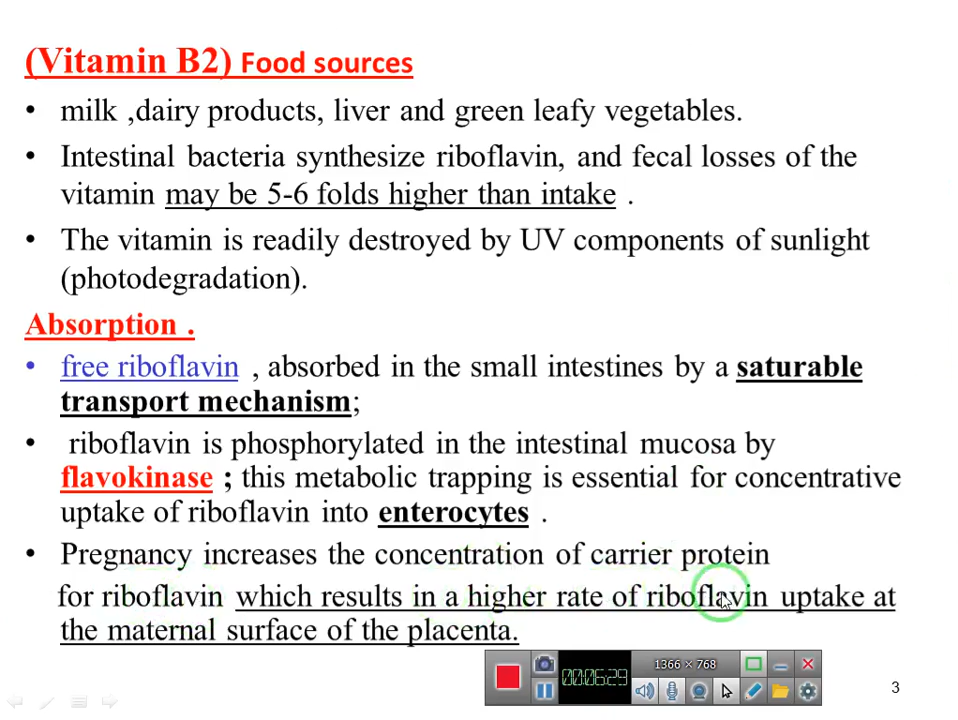 (Vitamin B2) Food sources
• milk ,dairy products, liver and green leafy vegetables.
• Intestinal bacteria synthesize riboflavin, and fecal losses of the
vitamin may be 5-6 folds higher than intake .
• The vitamin is readily destroyed by UV components of sunlight
(photodegradation).
Absorption .
• free riboflavin , absorbed in the small intestines by a saturable
transport mechanism;
• riboflavin is phosphorylated in the intestinal mucosa by
flavokinase ; this metabolic trapping is essential for concentrative
uptake of riboflavin into enterocytes .
• Pregnancy increases the concentration of carrier protein
for riboflavin which results in a higher rate of riboflavin uptake at
the maternal surface of the placenta.
00:06:29
1366 × 768
3